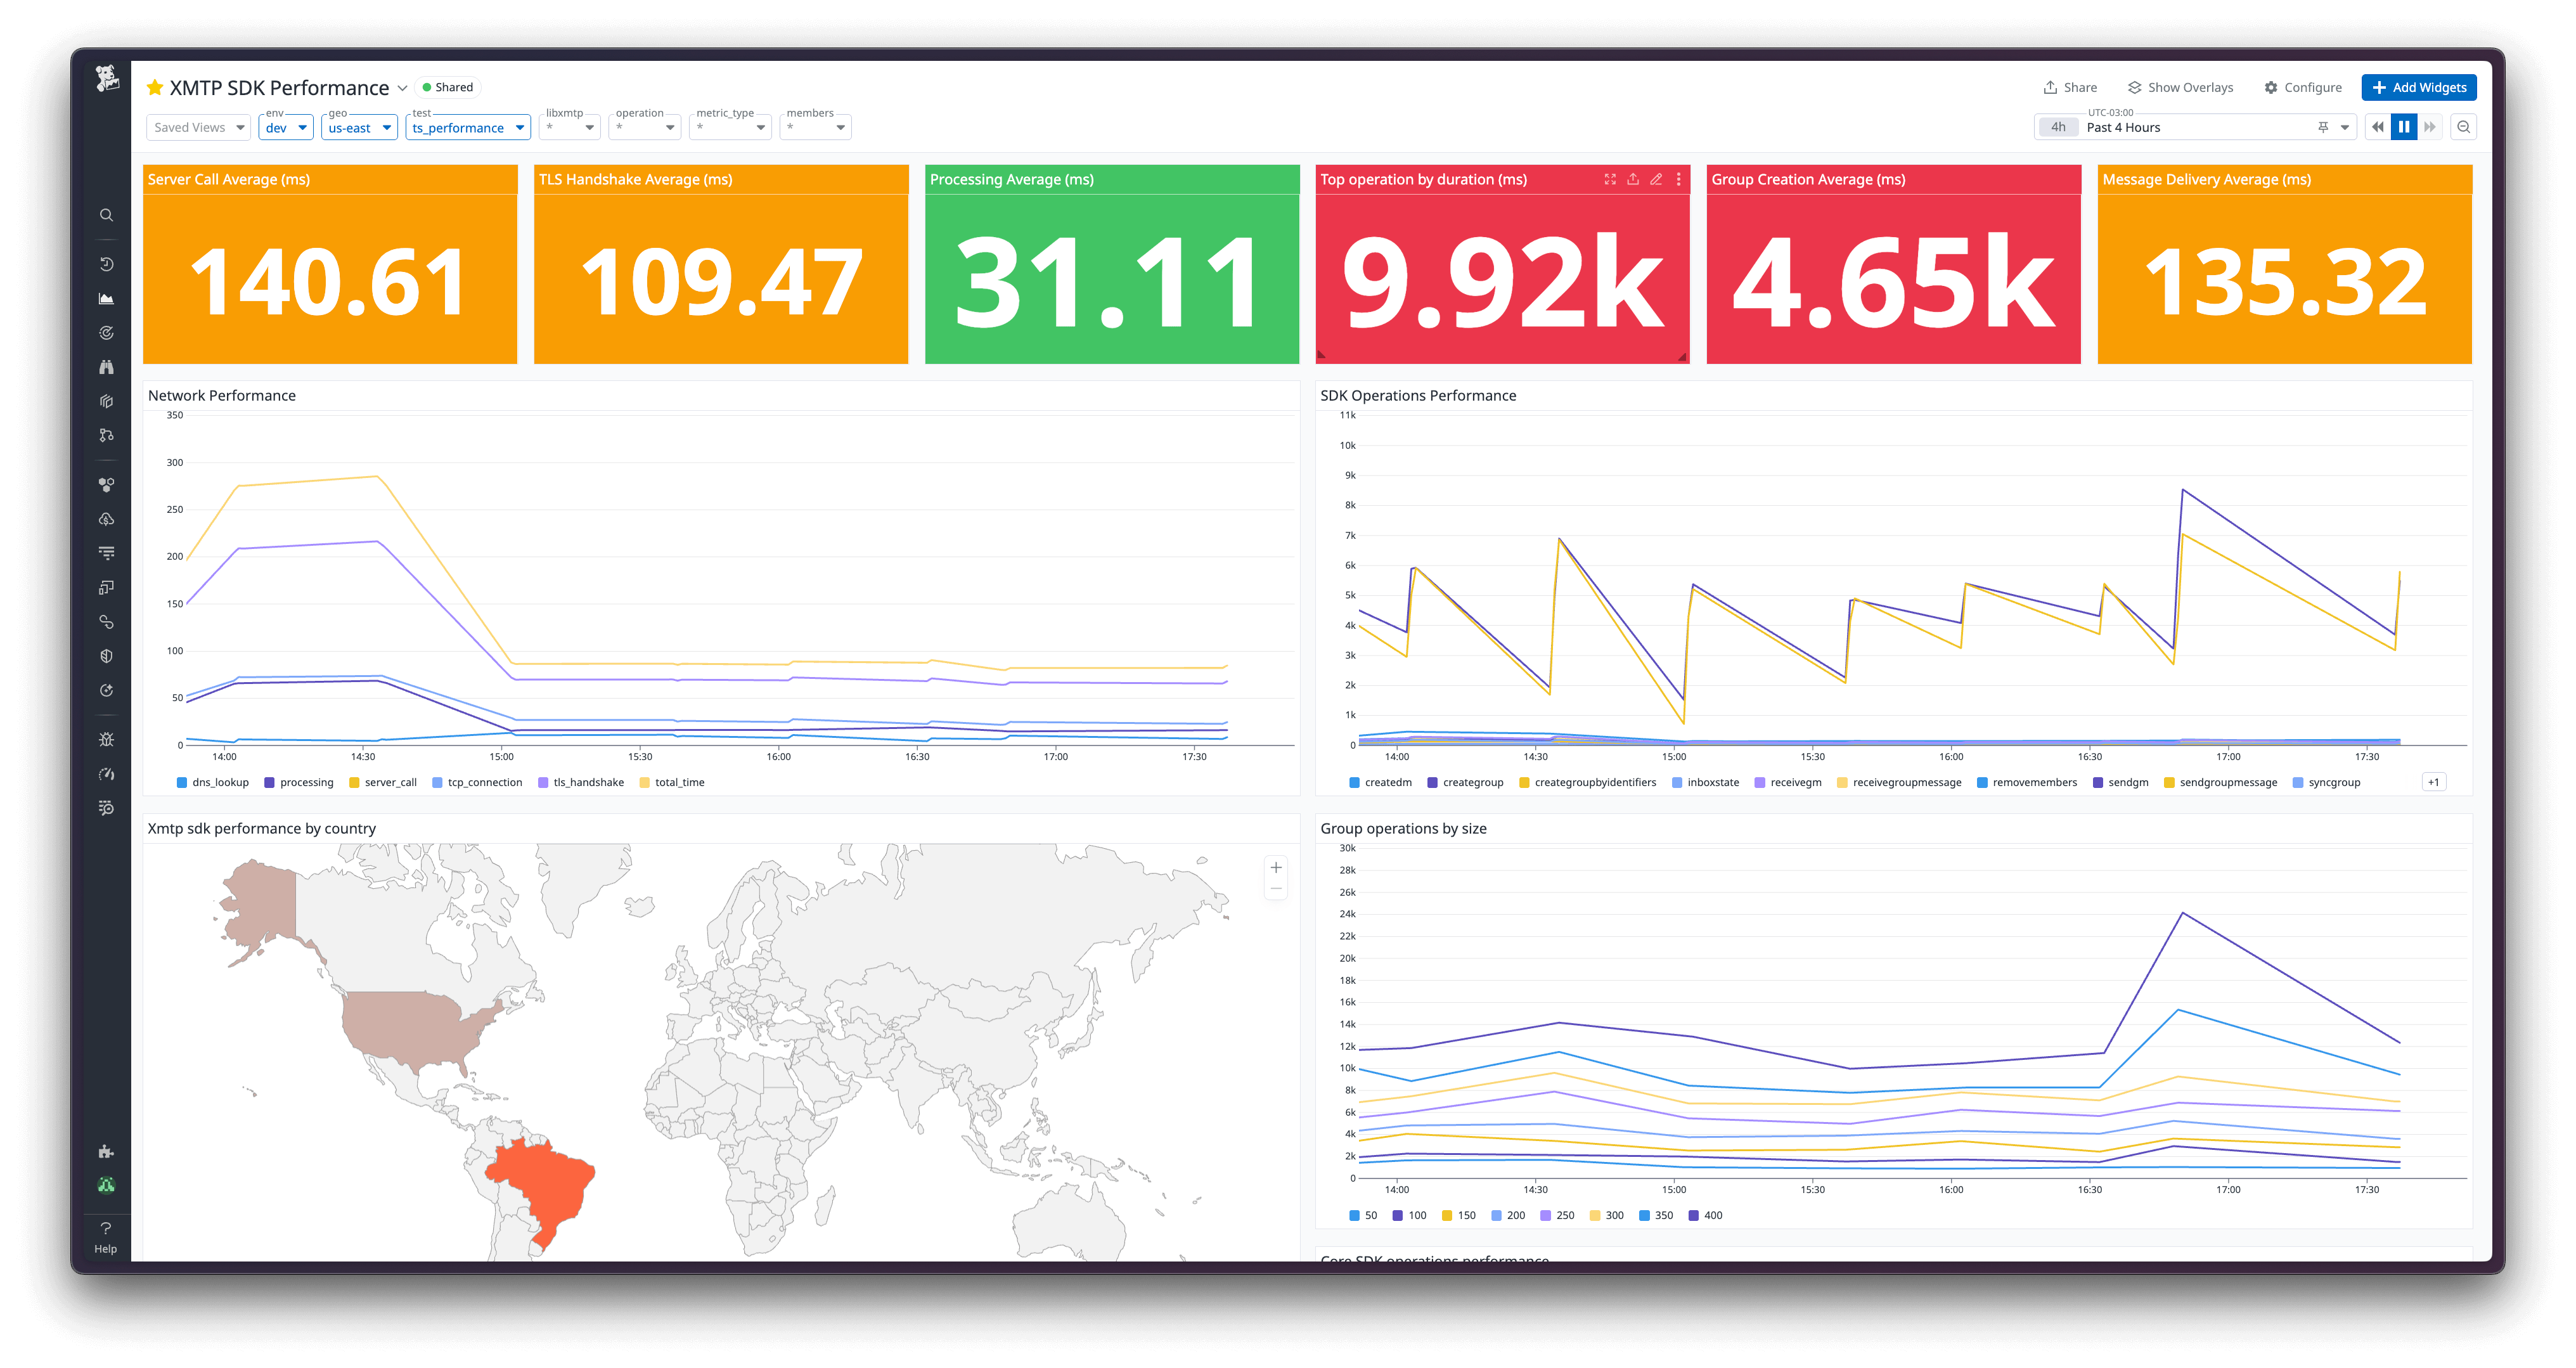 XMTP SDK Performance
Shared
Share
Show Overlays
Configure
Add Widgets
Saved Views
env
dev
geo
us-east
test
ts_performance
libxmtp
*
operation
*
metric_type
*
members
*
UTC-03:00
4h
Past 4 Hours
Server Call Average (ms)
140.61
TLS Handshake Average (ms)
109.47
Processing Average (ms)
31.11
Top operation by duration (ms)
9.92k
Group Creation Average (ms)
4.65k
Message Delivery Average (ms)
135.32
Network Performance
350
300
250
200
150
100
50
0
14:00 14:30 15:00 15:30 16:00 16:30 17:00 17:30
dns_lookup processing server_call tcp_connection tls_handshake total_time
SDK Operations Performance
11k
10k
9k
8k
7k
6k
5k
4k
3k
2k
1k
0
14:00 14:30 15:00 15:30 16:00 16:30 17:00 17:30
createdm creategroup creategroupbyidentifiers inboxstate receivegm receivegroupmessage removemembers sendgm sendgroupmessage syncgroup +1
Xmtp sdk performance by country
Group operations by size
30k
28k
26k
24k
22k
20k
18k
16k
14k
12k
10k
8k
6k
4k
2k
0
14:00 14:30 15:00 15:30 16:00 16:30 17:00 17:30
50 100 150 200 250 300 350 400
Core SDK operations performance
Help